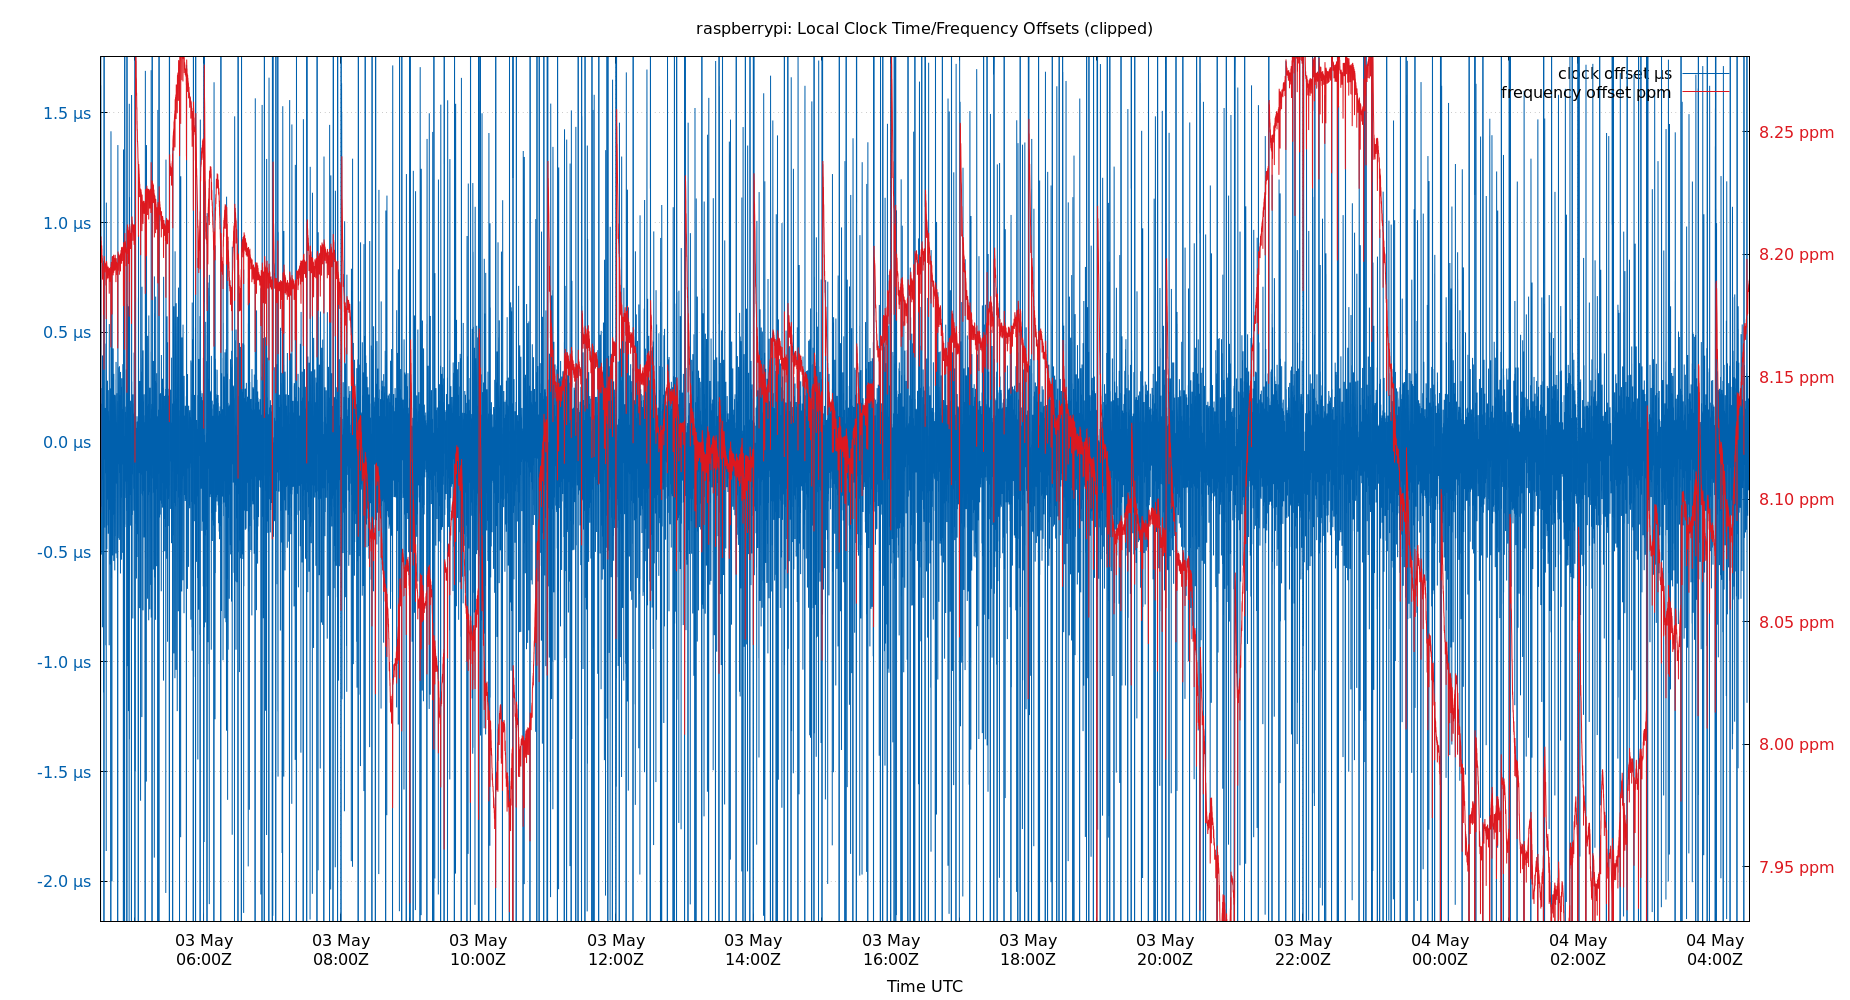 raspberrypi: Local Clock Time/Frequency Offsets (clipped)
clock offset µs
frequency offset ppm
1.5 µs
1.0 µs
0.5 µs
0.0 µs
-0.5 µs
-1.0 µs
-1.5 µs
-2.0 µs
8.25 ppm
8.20 ppm
8.15 ppm
8.10 ppm
8.05 ppm
8.00 ppm
7.95 ppm
03 May 03 May 03 May 03 May 03 May 03 May 03 May 03 May 03 May 04 May 04 May 04 May
06:00Z 08:00Z 10:00Z 12:00Z 14:00Z 16:00Z 18:00Z 20:00Z 22:00Z 00:00Z 02:00Z 04:00Z
Time UTC